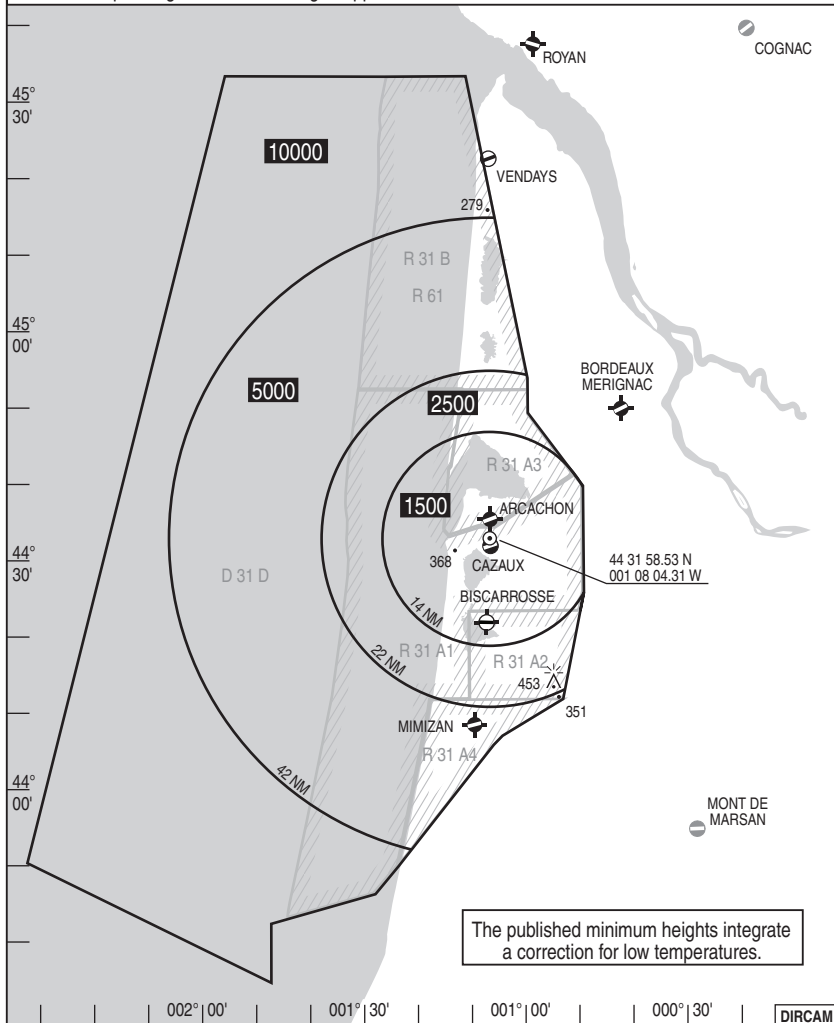 ROYAN
COGNAC
45°
30'
10000
VENDAYS
279
R 31 B
R 61
45°
00'
5000
2500
BORDEAUX
MERIGNAC
R 31 A3
1500
ARCACHON
44°
30'
368
CAZAUX
44 31 58.53 N
001 08 04.31 W
D 31 D
BISCARROSSE
14 NM
22 NM
R 31 A1
R 31 A2
453
351
MIMIZAN
R 31 A4
42 NM
44°
00'
MONT DE
MARSAN
The published minimum heights integrate
a correction for low temperatures.
002° 00'
001° 30'
001° 00'
000° 30'
DIRCAM